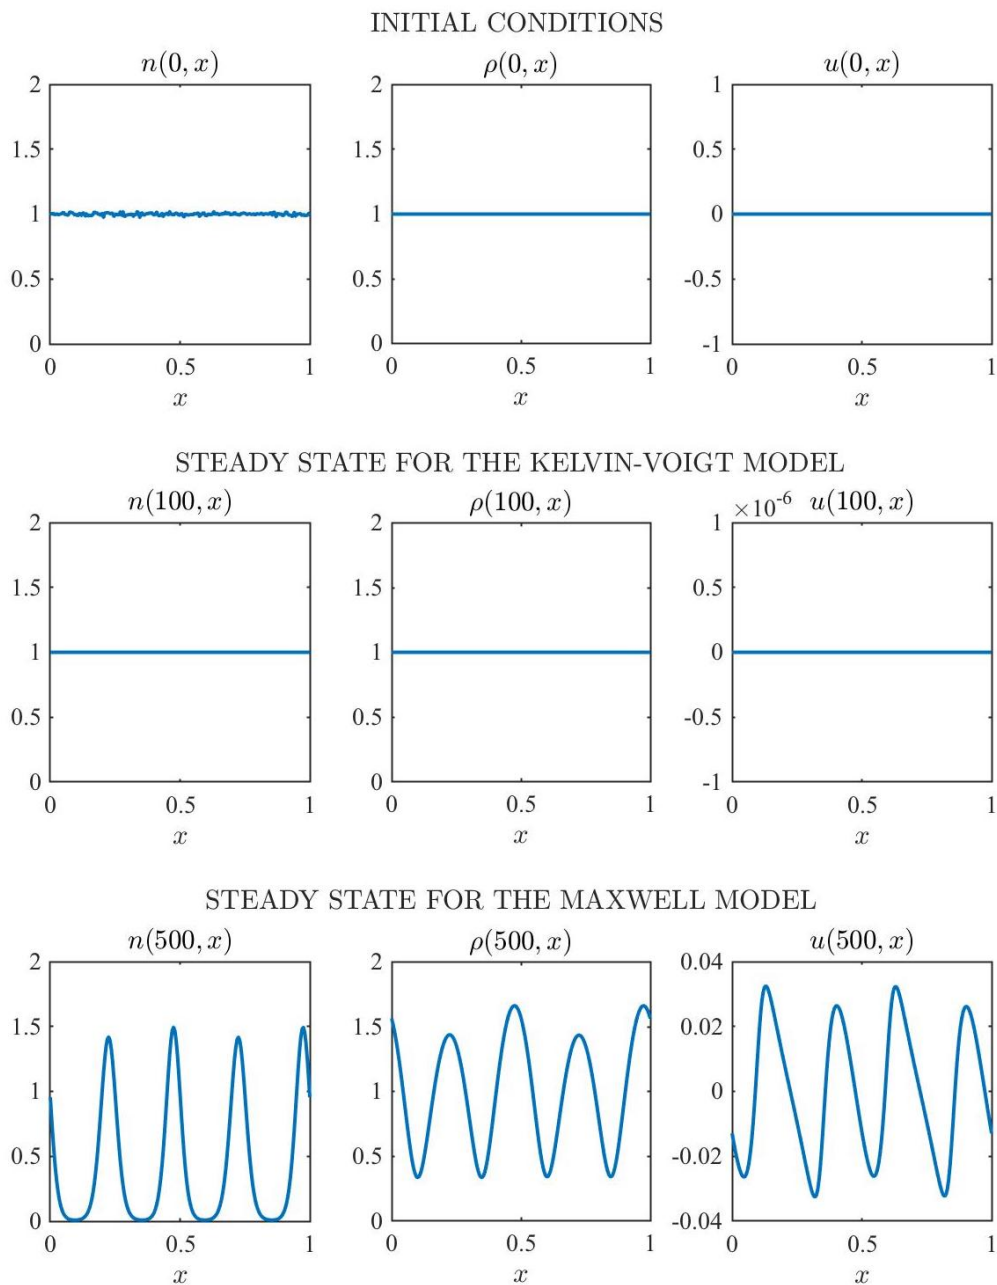 INITIAL CONDITIONS
n(0, x) ρ(0, x) u(0, x)
2 2 1
1.5 1.5 0.5
1 1 0
0.5 0.5 -0.5
0 0 -1
0 0.5 1 0 0.5 1 0 0.5 1
x x x
STEADY STATE FOR THE KELVIN-VOIGT MODEL
n(100, x) ρ(100, x) ×10-6 u(100, x)
2 2 1
1.5 1.5 0.5
1 1 0
0.5 0.5 -0.5
0 0 -1
0 0.5 1 0 0.5 1 0 0.5 1
x x x
STEADY STATE FOR THE MAXWELL MODEL
n(500, x) ρ(500, x) u(500, x)
2 2 0.04
1.5 1.5 0.02
1 1 0
0.5 0.5 -0.02
0 0 -0.04
0 0.5 1 0 0.5 1 0 0.5 1
x x x